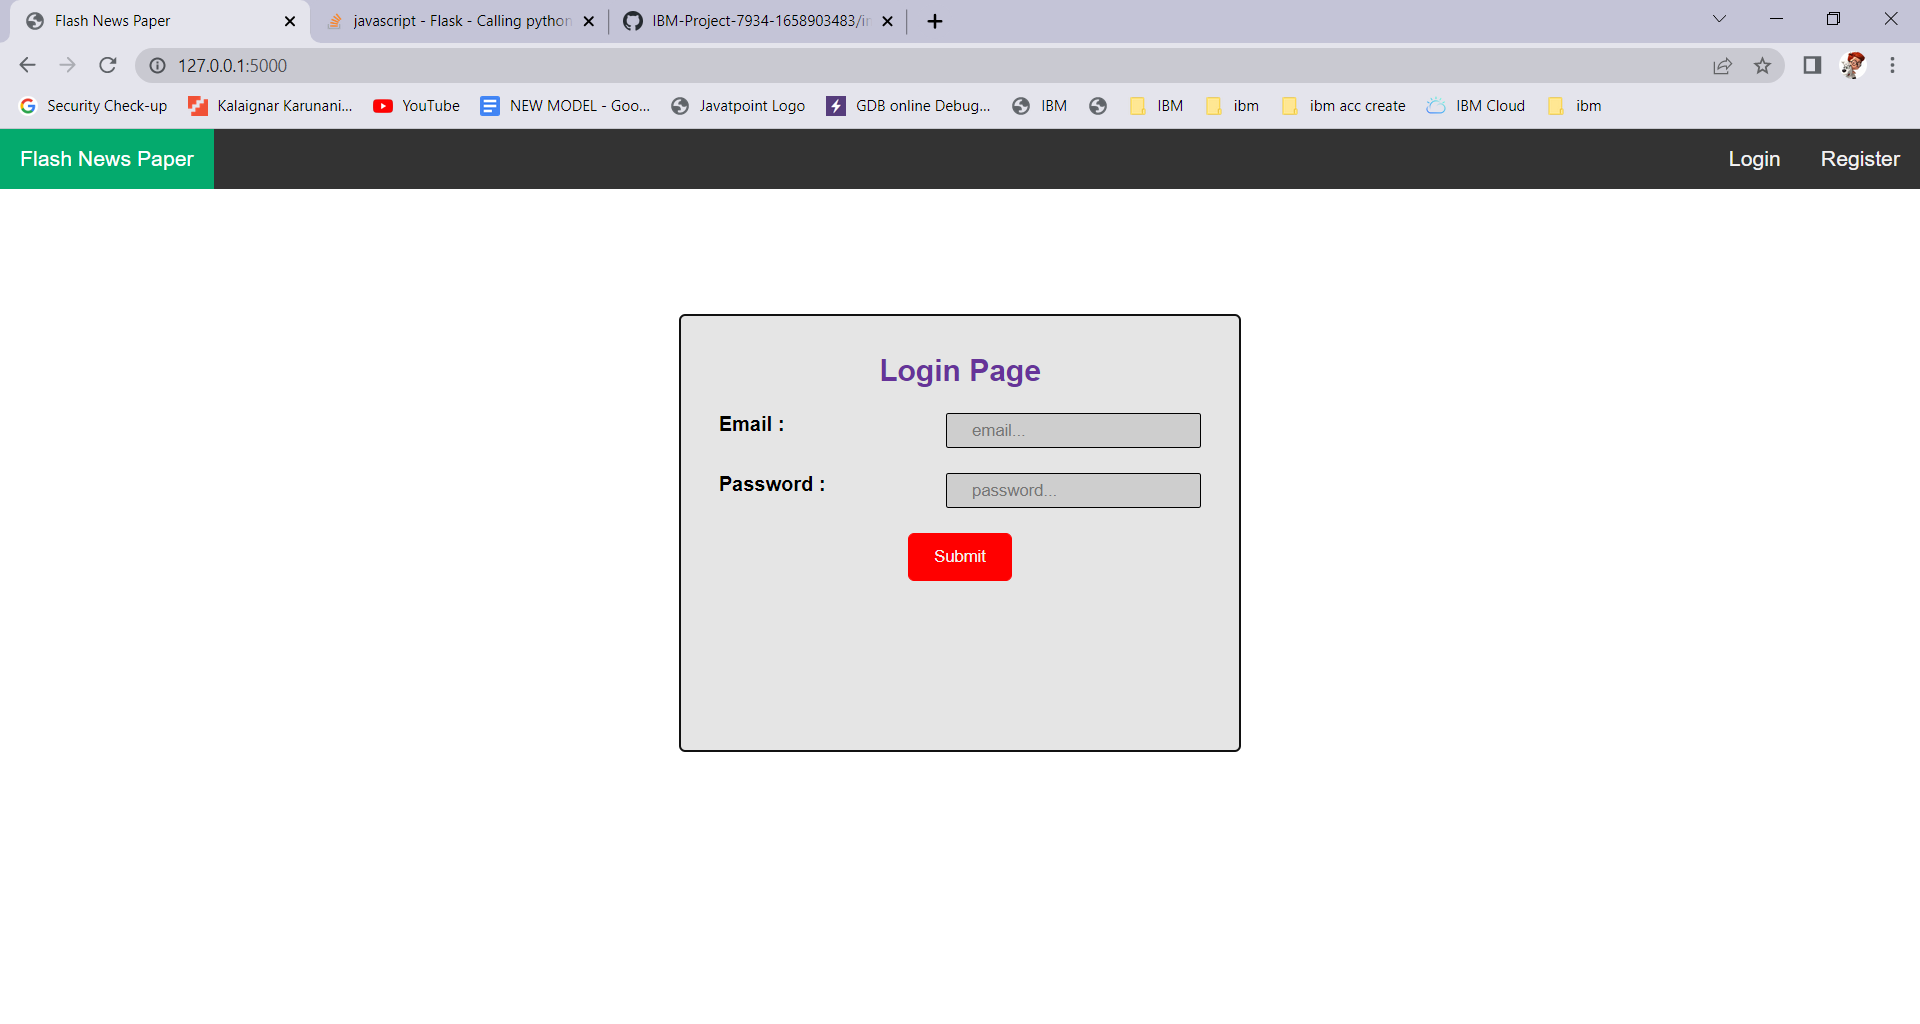 Flash News Paper
javascript - Flask - Calling python
IBM-Project-7934-1658903483/
127.0.0.1:5000
Security Check-up
Kalaignar Karunani...
YouTube
NEW MODEL - Goo...
Javatpoint Logo
GDB online Debug...
IBM
IBM
ibm
ibm acc create
IBM Cloud
ibm
Flash News Paper
Login
Register
Login Page
Email :
email...
Password :
password...
Submit